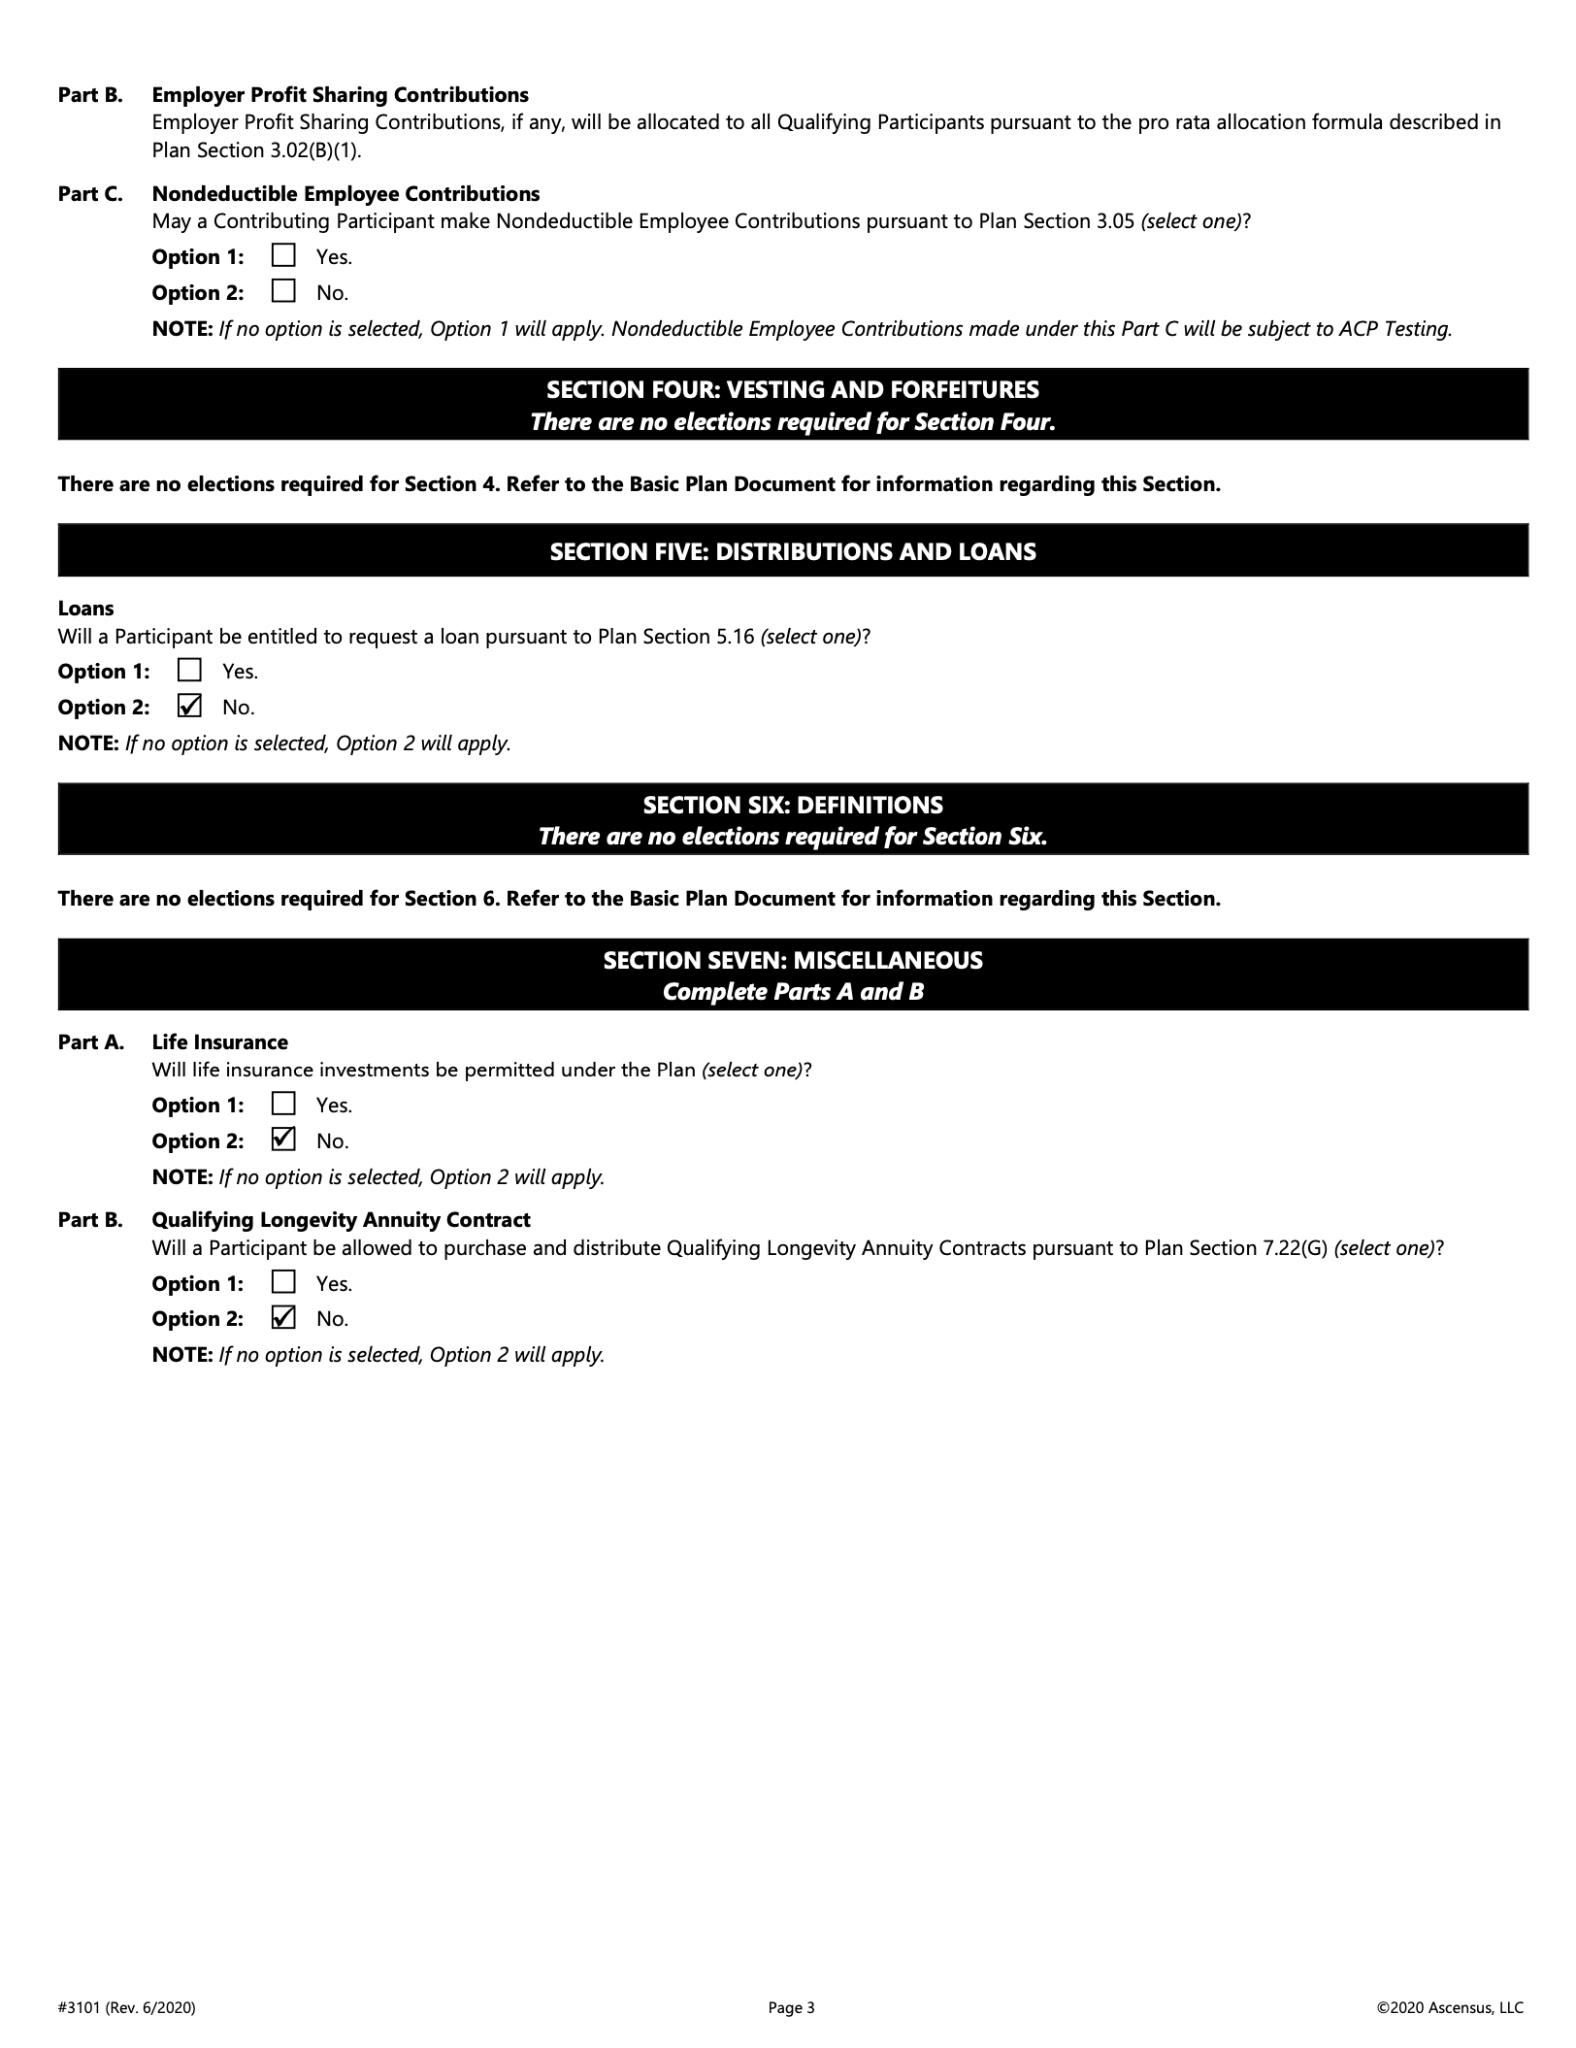 Part B. Employer Profit Sharing Contributions
Employer Profit Sharing Contributions, if any, will be allocated to all Qualifying Participants pursuant to the pro rata allocation formula described in
Plan Section 3.02(B)(1).
Part C. Nondeductible Employee Contributions
May a Contributing Participant make Nondeductible Employee Contributions pursuant to Plan Section 3.05 (select one)?
Option 1: Yes.
Option 2: No.
NOTE: If no option is selected, Option 1 will apply. Nondeductible Employee Contributions made under this Part C will be subject to ACP Testing.
SECTION FOUR: VESTING AND FORFEITURES
There are no elections required for Section Four.
There are no elections required for Section 4. Refer to the Basic Plan Document for information regarding this Section.
SECTION FIVE: DISTRIBUTIONS AND LOANS
Loans
Will a Participant be entitled to request a loan pursuant to Plan Section 5.16 (select one)?
Option 1: Yes.
Option 2: No.
NOTE: If no option is selected, Option 2 will apply.
SECTION SIX: DEFINITIONS
There are no elections required for Section Six.
There are no elections required for Section 6. Refer to the Basic Plan Document for information regarding this Section.
SECTION SEVEN: MISCELLANEOUS
Complete Parts A and B
Part A. Life Insurance
Will life insurance investments be permitted under the Plan (select one)?
Option 1: Yes.
Option 2: No.
NOTE: If no option is selected, Option 2 will apply.
Part B. Qualifying Longevity Annuity Contract
Will a Participant be allowed to purchase and distribute Qualifying Longevity Annuity Contracts pursuant to Plan Section 7.22(G) (select one)?
Option 1: Yes.
Option 2: No.
NOTE: If no option is selected, Option 2 will apply.
#3101 (Rev. 6/2020) Page 3 ©2020 Ascensus, LLC